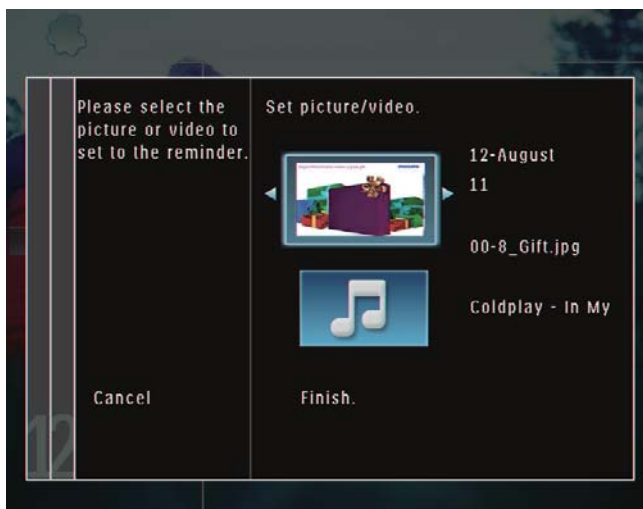 Please select the
picture or video to
set to the reminder.
Set picture/video.
12-August
11
00-8_Gift.jpg
Coldplay - In My
Cancel
Finish.
12